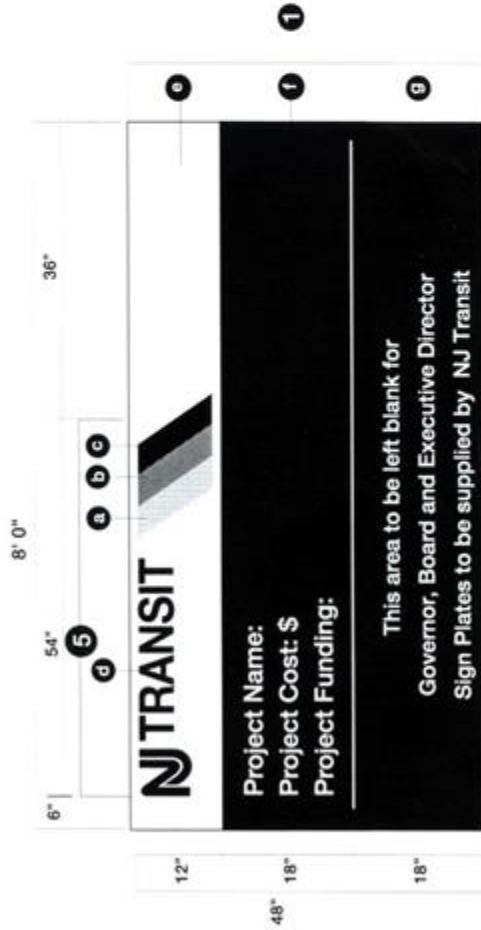 8' 0"
6"
54"
36"
5
d
a
b
c
12"
48"
18"
18"
e
f
g
1
NJ TRANSIT
Project Name:
Project Cost: $
Project Funding:
This area to be left blank for
Governor, Board and Executive Director
Sign Plates to be supplied by NJ Transit